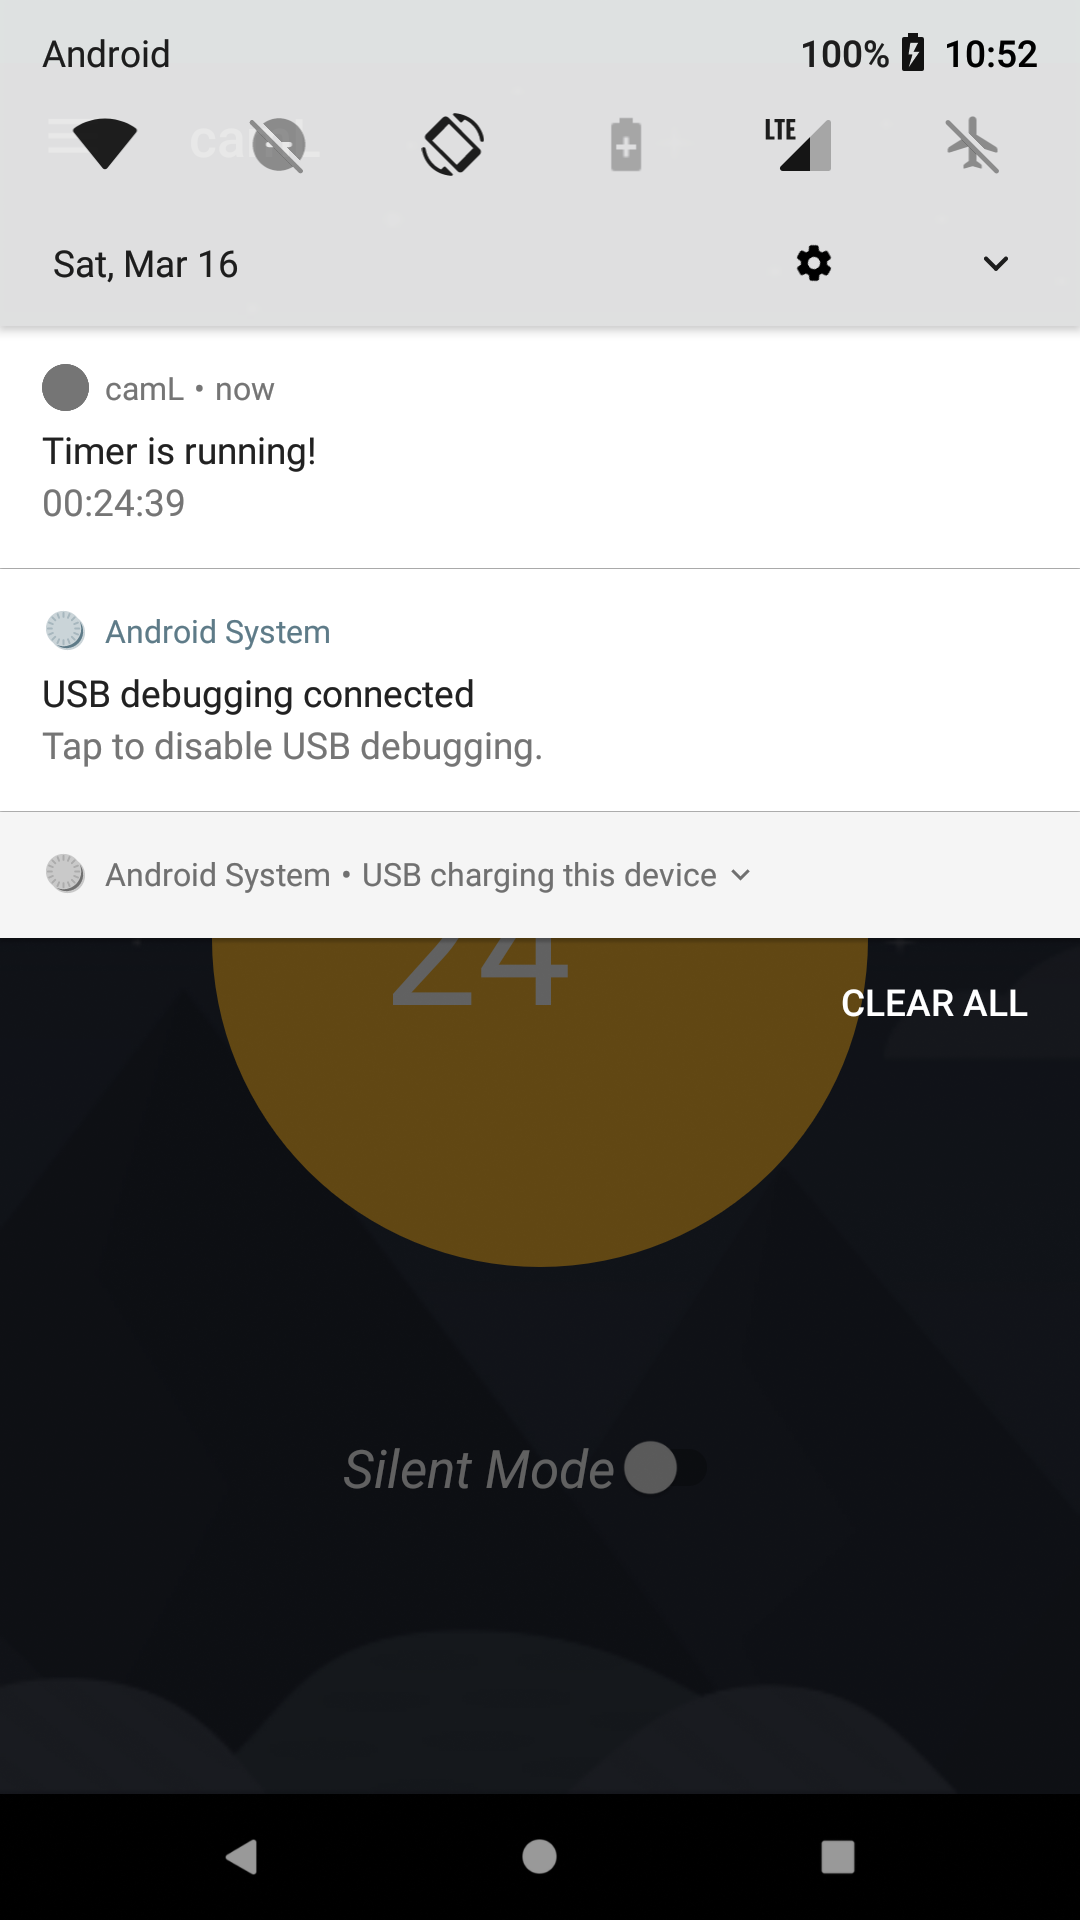 Android 100% 10:52
camL
LTE
Sat, Mar 16
camL • now
Timer is running!
00:24:39
Android System
USB debugging connected
Tap to disable USB debugging.
Android System • USB charging this device
24
CLEAR ALL
Silent Mode